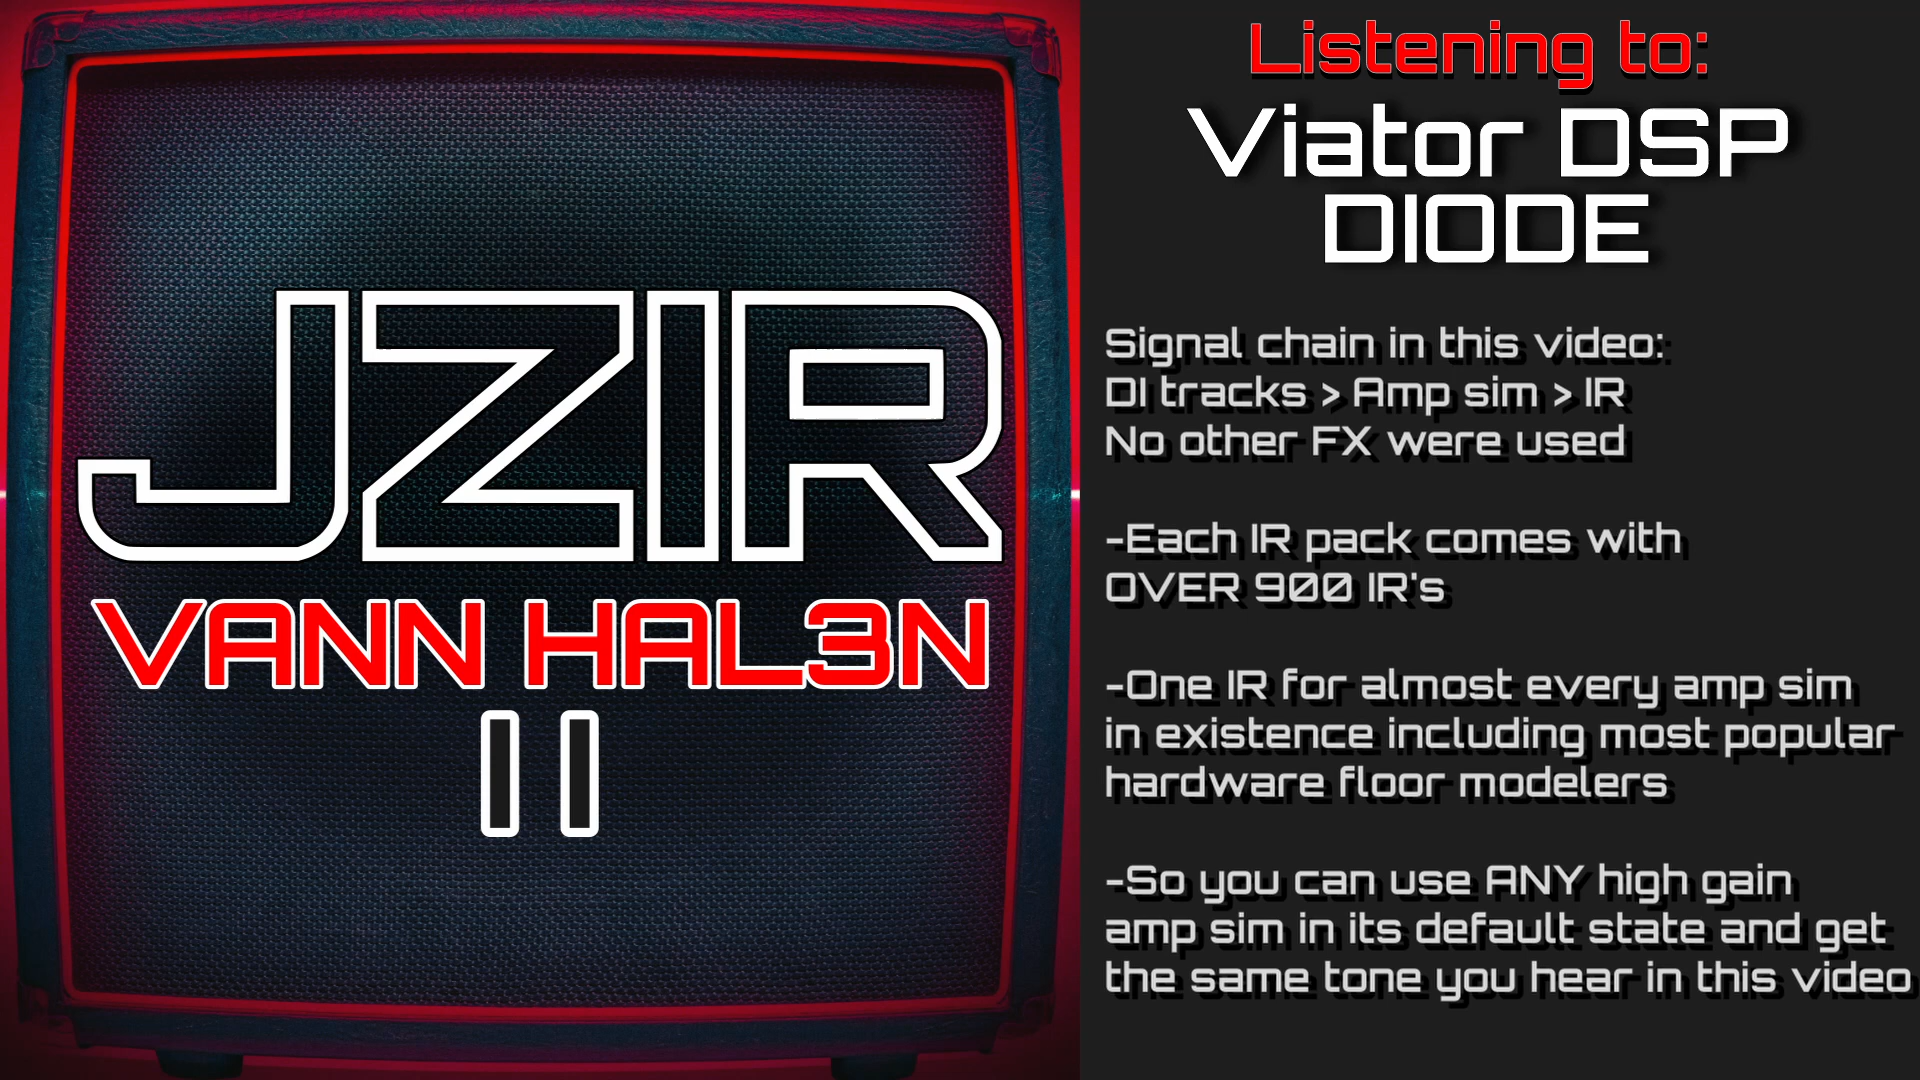 JZIR
VANN HAL3N
II
Listening to:
Viator DSP
DIODE
Signal chain in this video:
DI tracks > Amp sim > IR
No other FX were used
-Each IR pack comes with
OVER 900 IR's
-One IR for almost every amp sim
in existence including most popular
hardware floor modelers
-So you can use ANY high gain
amp sim in its default state and get
the same tone you hear in this video